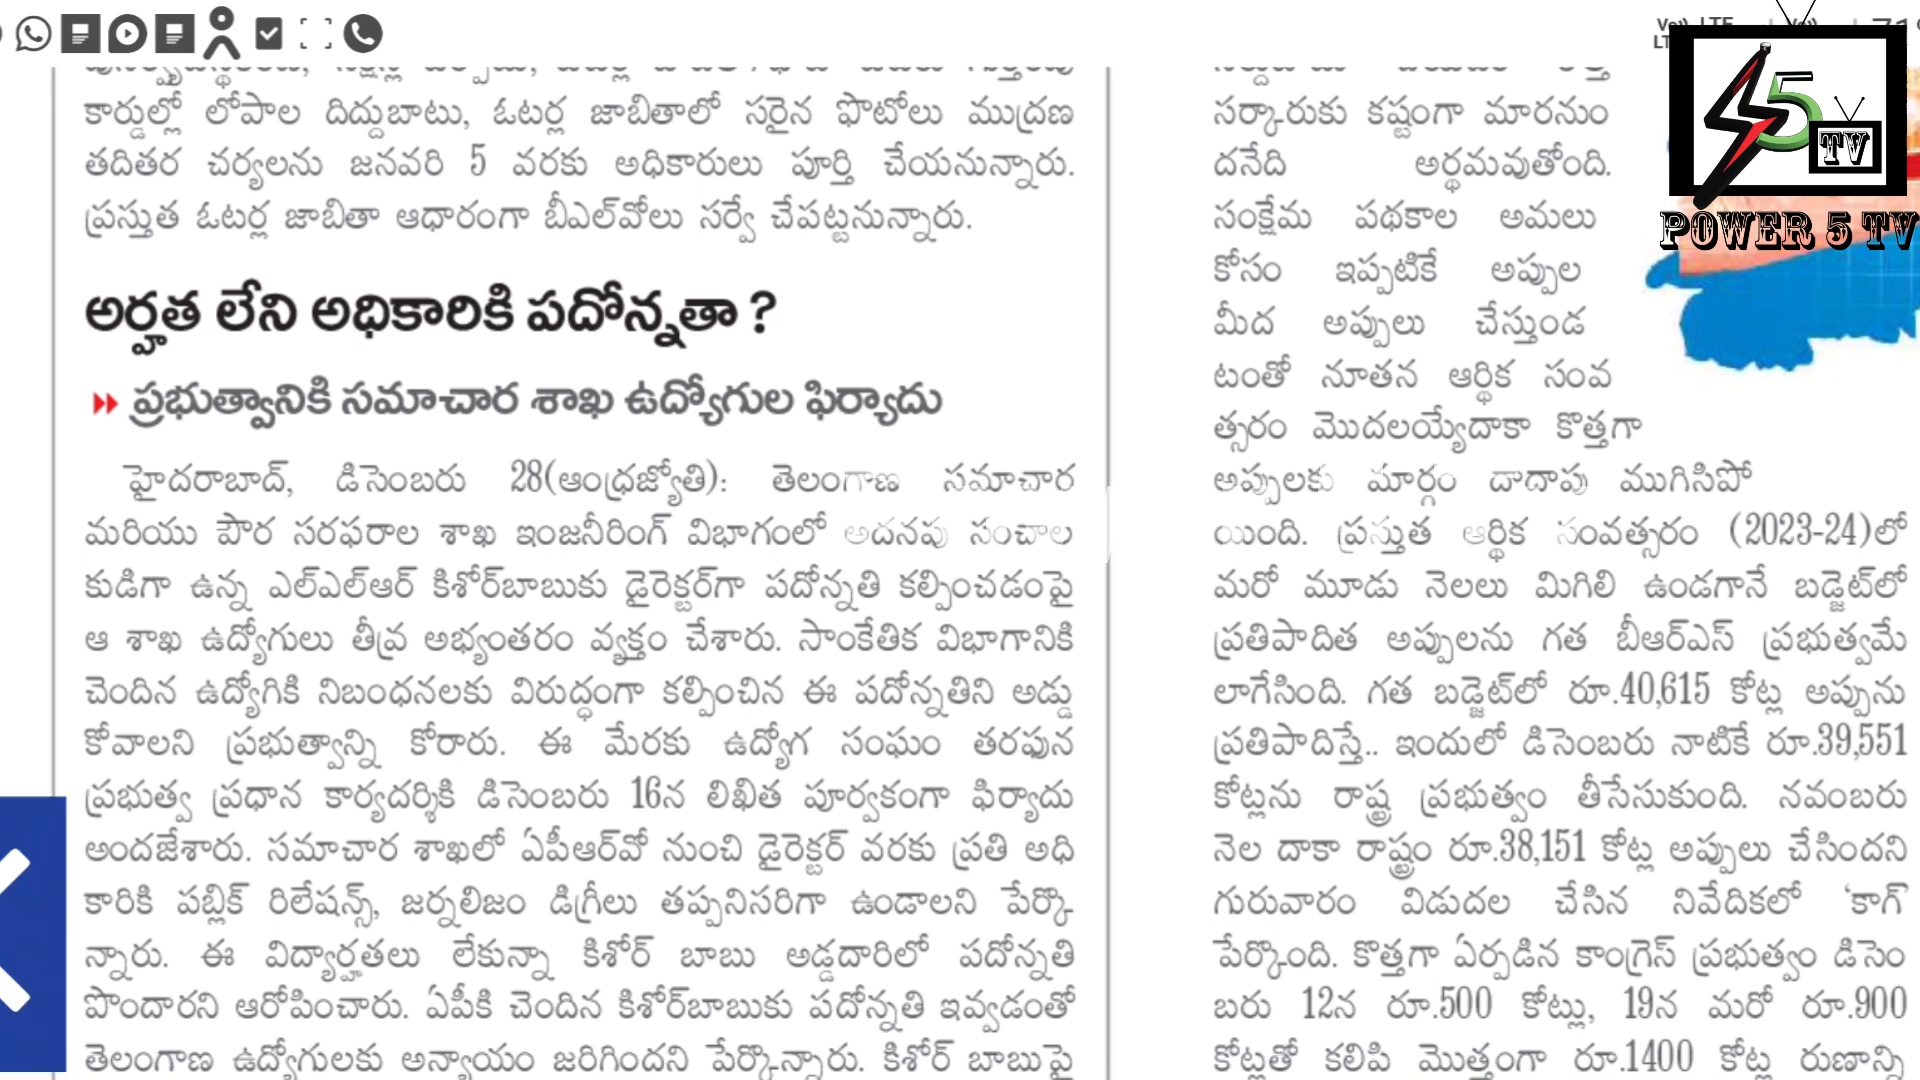 కార్డుల్లో లోపాల దిద్దుబాటు, ఓటర్ల జాబితాలో సరైన ఫొటోలు ముద్రణ
తదితర చర్యలను జనవరి 5 వరకు అధికారులు పూర్తి చేయనున్నారు.
ప్రస్తుత ఓటర్ల జాబితా ఆధారంగా బీఎల్‌వోలు సర్వే చేపట్టనున్నారు.
అర్హత లేని అధికారికి పదోన్నతా ?
ప్రభుత్వానికి సమాచార శాఖ ఉద్యోగుల ఫిర్యాదు
హైదరాబాద్, డిసెంబరు 28(ఆంధ్రజ్యోతి): తెలంగాణ సమాచార
మరియు పౌర సరఫరాల శాఖ ఇంజనీరింగ్ విభాగంలో అదనపు సంచాల
కుడిగా ఉన్న ఎల్ఎల్ఆర్ కిశోర్‌బాబుకు డైరెక్టర్‌గా పదోన్నతి కల్పించడంపై
ఆ శాఖ ఉద్యోగులు తీవ్ర అభ్యంతరం వ్యక్తం చేశారు. సాంకేతిక విభాగానికి
చెందిన ఉద్యోగికి నిబంధనలకు విరుద్ధంగా కల్పించిన ఈ పదోన్నతిని అడ్డు
కోవాలని ప్రభుత్వాన్ని కోరారు. ఈ మేరకు ఉద్యోగ సంఘం తరఫున
ప్రభుత్వ ప్రధాన కార్యదర్శికి డిసెంబరు 16న లిఖిత పూర్వకంగా ఫిర్యాదు
అందజేశారు. సమాచార శాఖలో ఏపీఆర్‌వో నుంచి డైరెక్టర్ వరకు ప్రతి అధి
కారికి పబ్లిక్ రిలేషన్స్, జర్నలిజం డిగ్రీలు తప్పనిసరిగా ఉండాలని పేర్కొ
న్నారు. ఈ విద్యార్హతలు లేకున్నా కిశోర్ బాబు అడ్డదారిలో పదోన్నతి
పొందారని ఆరోపించారు. ఏపీకి చెందిన కిశోర్‌బాబుకు పదోన్నతి ఇవ్వడంతో
తెలంగాణ ఉద్యోగులకు అన్యాయం జరిగిందని పేర్కొన్నారు. కిశోర్ బాబుపై
సర్కారుకు కష్టంగా మారనుం
దనేది అర్థమవుతోంది.
సంక్షేమ పథకాల అమలు
కోసం ఇప్పటికే అప్పుల
మీద అప్పులు చేస్తుండ
టంతో నూతన ఆర్థిక సంవ
త్సరం మొదలయ్యేదాకా కొత్తగా
అప్పులకు మార్గం దాదాపు ముగిసిపో
యింది. ప్రస్తుత ఆర్థిక సంవత్సరం (2023-24)లో
మరో మూడు నెలలు మిగిలి ఉండగానే బడ్జెట్‌లో
ప్రతిపాదిత అప్పులను గత బీఆర్ఎస్ ప్రభుత్వమే
లాగేసింది. గత బడ్జెట్‌లో రూ.40,615 కోట్ల అప్పును
ప్రతిపాదిస్తే.. ఇందులో డిసెంబరు నాటికే రూ.39,551
కోట్లను రాష్ట్ర ప్రభుత్వం తీసేసుకుంది. నవంబరు
నెల దాకా రాష్ట్రం రూ.38,151 కోట్ల అప్పులు చేసిందని
గురువారం విడుదల చేసిన నివేదికలో ‘కాగ్’
పేర్కొంది. కొత్తగా ఏర్పడిన కాంగ్రెస్ ప్రభుత్వం డిసెం
బరు 12న రూ.500 కోట్లు, 19న మరో రూ.900
కోట్లతో కలిపి మొత్తంగా రూ.1400 కోట్ల రుణాన్ని
5
TV
POWER 5 TV